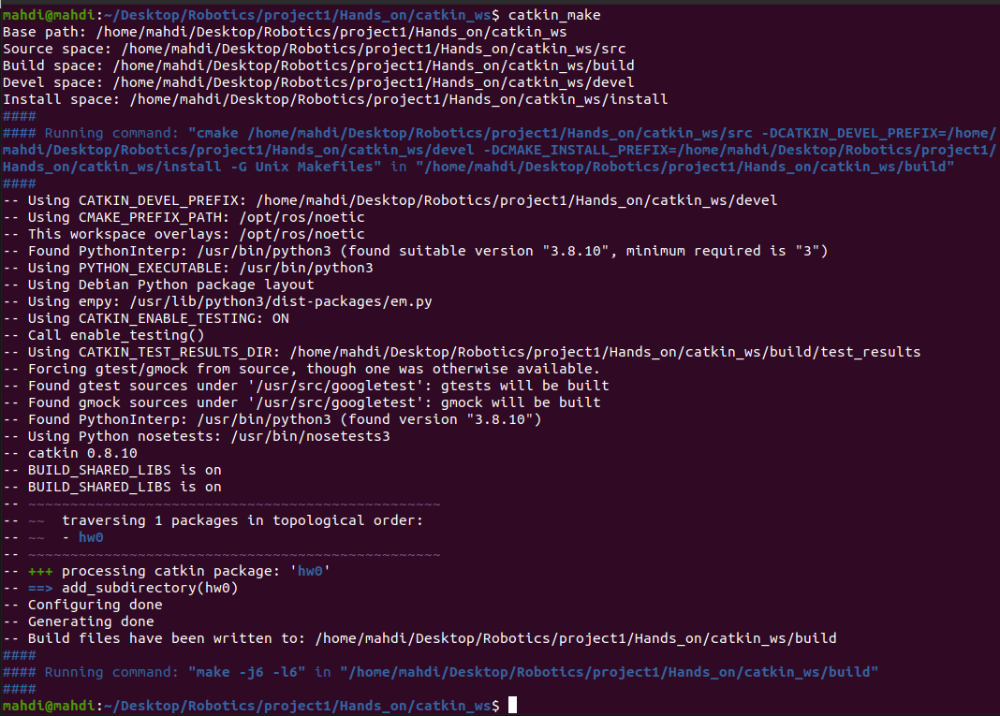 mahdi@mahdi:~/Desktop/Robotics/project1/Hands_on/catkin_ws$ catkin_make
Base path: /home/mahdi/Desktop/Robotics/project1/Hands_on/catkin_ws
Source space: /home/mahdi/Desktop/Robotics/project1/Hands_on/catkin_ws/src
Build space: /home/mahdi/Desktop/Robotics/project1/Hands_on/catkin_ws/build
Devel space: /home/mahdi/Desktop/Robotics/project1/Hands_on/catkin_ws/devel
Install space: /home/mahdi/Desktop/Robotics/project1/Hands_on/catkin_ws/install
####
#### Running command: "cmake /home/mahdi/Desktop/Robotics/project1/Hands_on/catkin_ws/src -DCATKIN_DEVEL_PREFIX=/home/
mahdi/Desktop/Robotics/project1/Hands_on/catkin_ws/devel -DCMAKE_INSTALL_PREFIX=/home/mahdi/Desktop/Robotics/project1/
Hands_on/catkin_ws/install -G Unix Makefiles" in "/home/mahdi/Desktop/Robotics/project1/Hands_on/catkin_ws/build"
####
-- Using CATKIN_DEVEL_PREFIX: /home/mahdi/Desktop/Robotics/project1/Hands_on/catkin_ws/devel
-- Using CMAKE_PREFIX_PATH: /opt/ros/noetic
-- This workspace overlays: /opt/ros/noetic
-- Found PythonInterp: /usr/bin/python3 (found suitable version "3.8.10", minimum required is "3")
-- Using PYTHON_EXECUTABLE: /usr/bin/python3
-- Using Debian Python package layout
-- Using empy: /usr/lib/python3/dist-packages/em.py
-- Using CATKIN_ENABLE_TESTING: ON
-- Call enable_testing()
-- Using CATKIN_TEST_RESULTS_DIR: /home/mahdi/Desktop/Robotics/project1/Hands_on/catkin_ws/build/test_results
-- Forcing gtest/gmock from source, though one was otherwise available.
-- Found gtest sources under '/usr/src/googletest': gtests will be built
-- Found gmock sources under '/usr/src/googletest': gmock will be built
-- Found PythonInterp: /usr/bin/python3 (found version "3.8.10")
-- Using Python nosetests: /usr/bin/nosetests3
-- catkin 0.8.10
-- BUILD_SHARED_LIBS is on
-- BUILD_SHARED_LIBS is on
-- ~~~~~~~~~~~~~~~~~~~~~~~~~~~~~~~~~~~~~~~~~~~~~~~~~
-- ~~  traversing 1 packages in topological order:
-- ~~  - hw0
-- ~~~~~~~~~~~~~~~~~~~~~~~~~~~~~~~~~~~~~~~~~~~~~~~~~
-- +++ processing catkin package: 'hw0'
-- ==> add_subdirectory(hw0)
-- Configuring done
-- Generating done
-- Build files have been written to: /home/mahdi/Desktop/Robotics/project1/Hands_on/catkin_ws/build
####
#### Running command: "make -j6 -l6" in "/home/mahdi/Desktop/Robotics/project1/Hands_on/catkin_ws/build"
####
mahdi@mahdi:~/Desktop/Robotics/project1/Hands_on/catkin_ws$